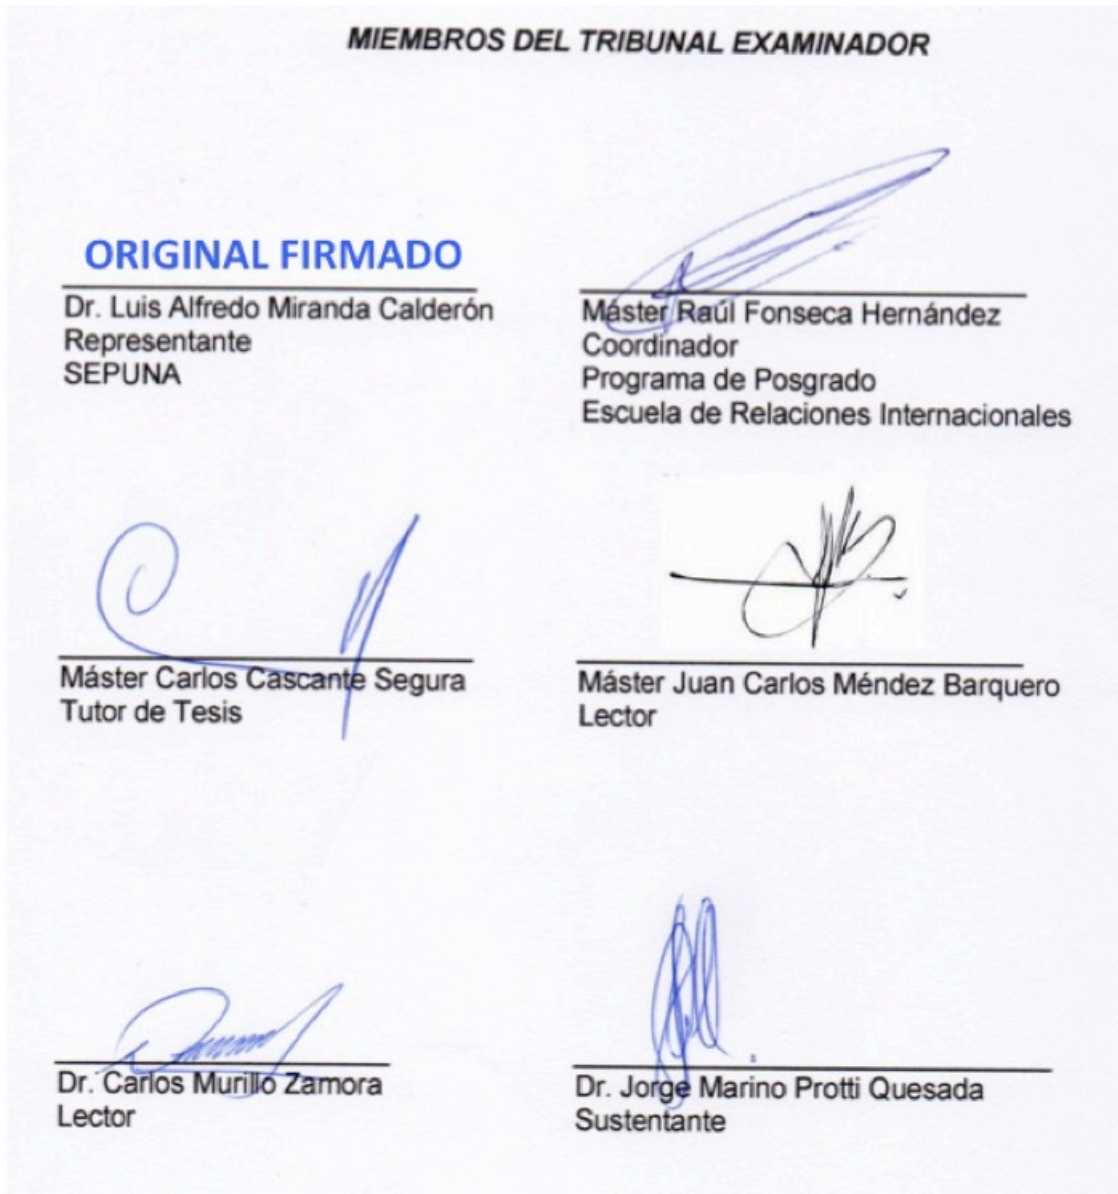 MIEMBROS DEL TRIBUNAL EXAMINADOR
ORIGINAL FIRMADO
Dr. Luis Alfredo Miranda Calderón
Representante
SEPUNA
Máster Raúl Fonseca Hernández
Coordinador
Programa de Posgrado
Escuela de Relaciones Internacionales
Máster Carlos Cascante Segura
Tutor de Tesis
Máster Juan Carlos Méndez Barquero
Lector
Dr. Carlos Murillo Zamora
Lector
Dr. Jorge Marino Protti Quesada
Sustentante